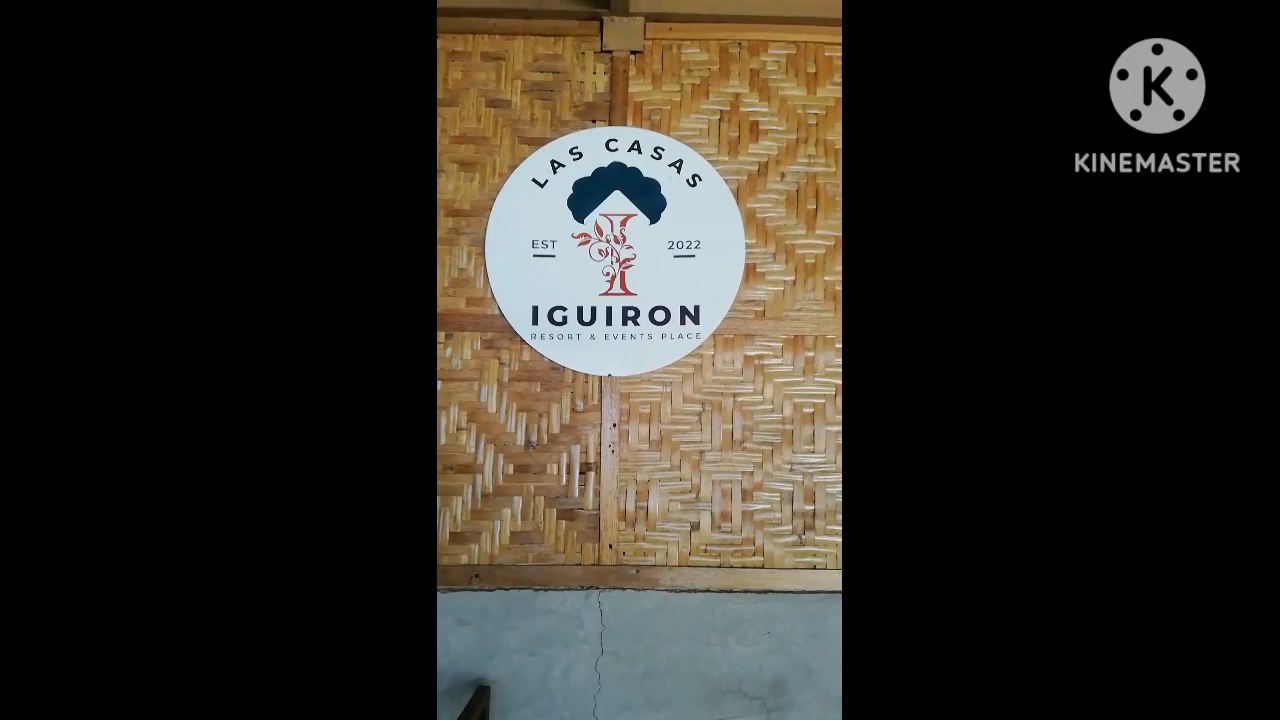 LAS CASAS
EST 2022
IGUIRON
RESORT & EVENTS PLACE
K
KINEMASTER